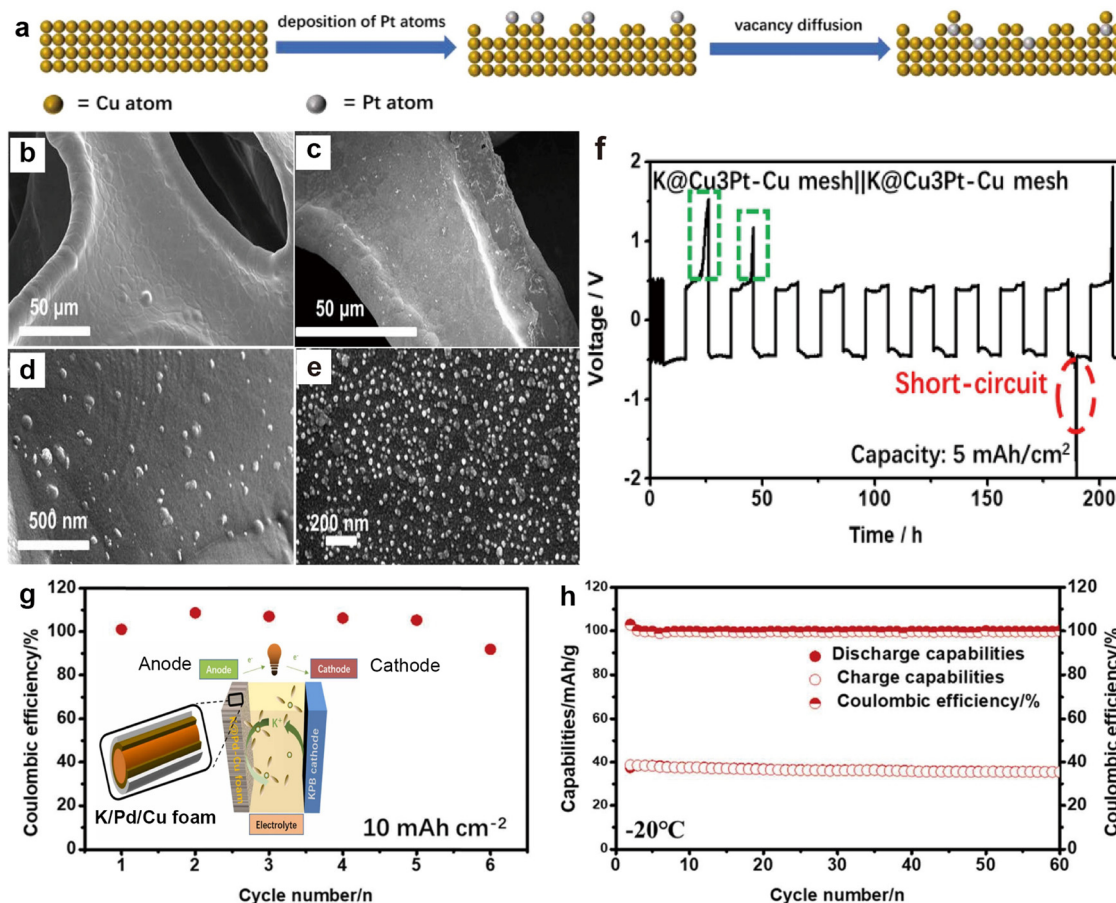 a
deposition of Pt atoms
vacancy diffusion
= Cu atom
= Pt atom
b
50 μm
c
50 μm
d
500 nm
e
200 nm
f
K@Cu3Pt-Cu mesh||K@Cu3Pt-Cu mesh
2
1
0
-1
-2
Voltage / V
Short-circuit
Capacity: 5 mAh/cm²
0
50
100
150
200
Time / h
g
120
100
80
60
40
20
0
Coulombic efficiency/%
Anode
Anode
e⁻
e⁻
Cathode
Cathode
K⁺
KPB cathode
K/Pd/Cu foam
Electrolyte
10 mAh cm⁻²
1
2
3
4
5
6
Cycle number/n
h
120
100
80
60
40
20
0
Capabilities/mAh/g
Discharge capabilities
Charge capabilities
Coulombic efficiency/%
-20°C
120
100
80
60
40
20
0
Coulombic efficiency/%
0
10
20
30
40
50
60
Cycle number/n